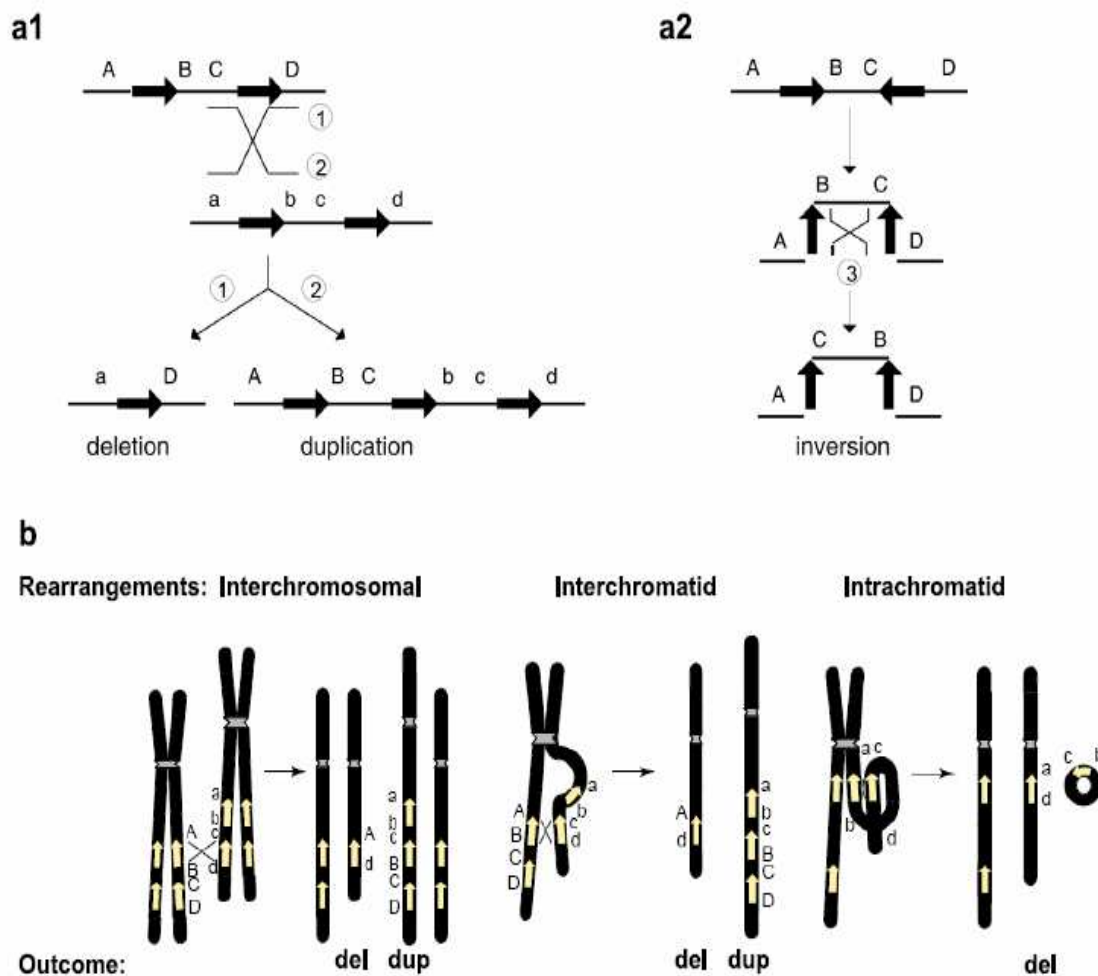 a1
A B C D
1
2
a b c d
1 2
a D
deletion
A B C b c d
duplication
a2
A B C D
B C
A D
3
C B
A D
inversion
b
Rearrangements: Interchromosomal Interchromatid Intrachromatid
A
B
C
D
a
b
c
d
A
d
a
b
c
B
C
D
A
B
C
D
a
b
c
d
A
d
a
b
c
B
C
D
a c
b d
a
d
c b
Outcome: del dup del dup del